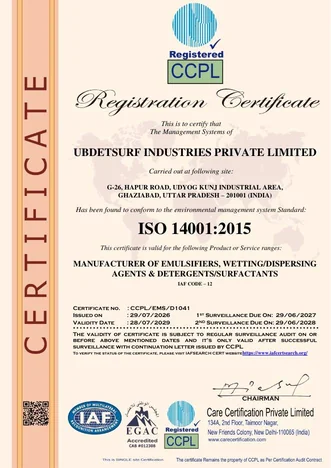 Registered
CCPL
CERTIFICATE
Registration Certificate
This is to certify that
The Management Systems of
UBDETSURF INDUSTRIES PRIVATE LIMITED
Carried out at following site:
G-26, HAPUR ROAD, UDYOG KUNJ INDUSTRIAL AREA,
GHAZIABAD, UTTAR PRADESH – 201001 (INDIA)
Has been found to conform to the environmental management system Standard:
ISO 14001:2015
This certificate is valid for the following Product or Service ranges:
MANUFACTURER OF EMULSIFIERS, WETTING/DISPERSING
AGENTS & DETERGENTS/SURFACTANTS
IAF CODE – 12
CERTIFICATE NO. : CCPL/EMS/D1041
ISSUED ON : 29/07/2026 1ST SURVEILLANCE DUE ON: 29/06/2027
VALIDITY DATE : 28/07/2029 2ND SURVEILLANCE DUE ON: 29/06/2028
THE VALIDITY OF CERTIFICATE IS SUBJECT TO REGULAR SURVEILLANCE AUDIT ON OR
BEFORE ABOVE MENTIONED DATES AND IT'S ONLY VALID AFTER SUCCESSFUL
SURVEILLANCE WITH CONTINUATION LETTER ISSUED BY CCPL
TO VERIFY THE STATUS OF THE CERTIFICATE, PLEASE VISIT IAFSEARCH CERT WEBSITE https://www.iafcertsearch.org/
CHAIRMAN
IAF
EGAC
Accredited
Registered
CCPL
Care Certification Private Limited
134A, 2nd Floor, Taimoor Nagar,
New Friends Colony, New Delhi-110065 (India)
www.carecertification.com
The certificate Remains the property of CCPL as Per Certification Audit Contract